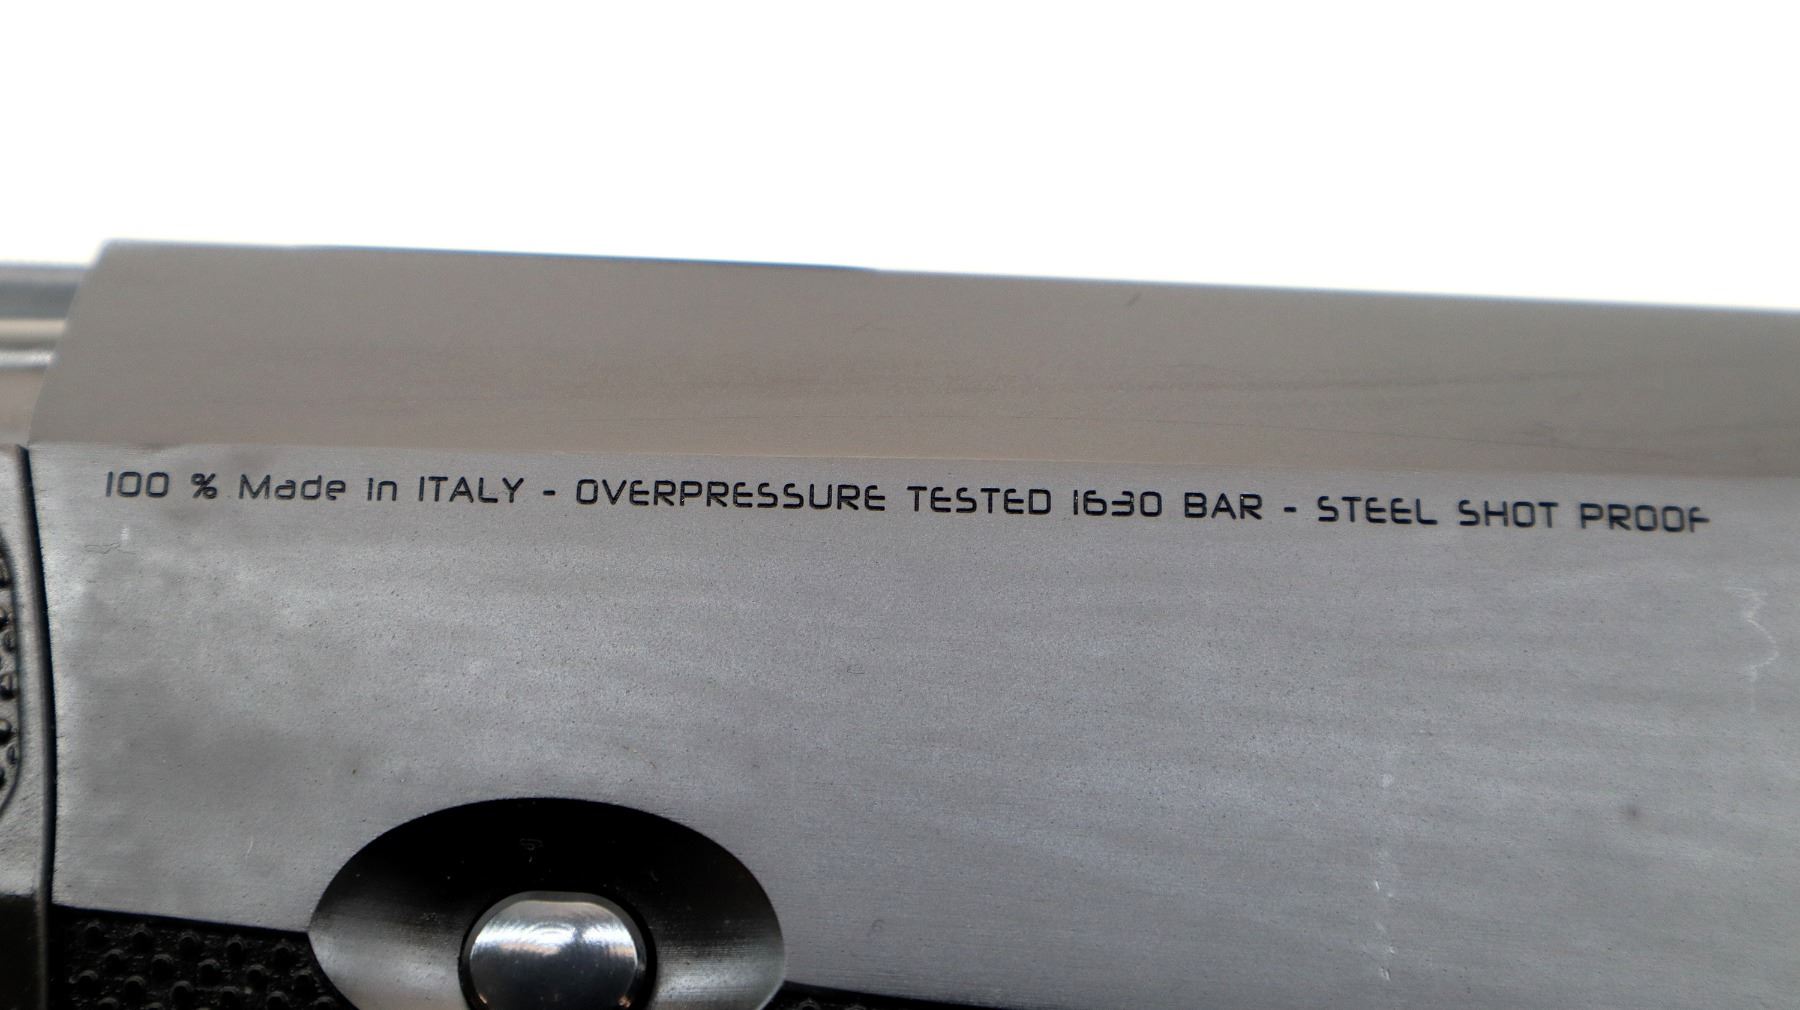 100 % Made in ITALY - OVERPRESSURE TESTED 1630 BAR - STEEL SHOT PROOF